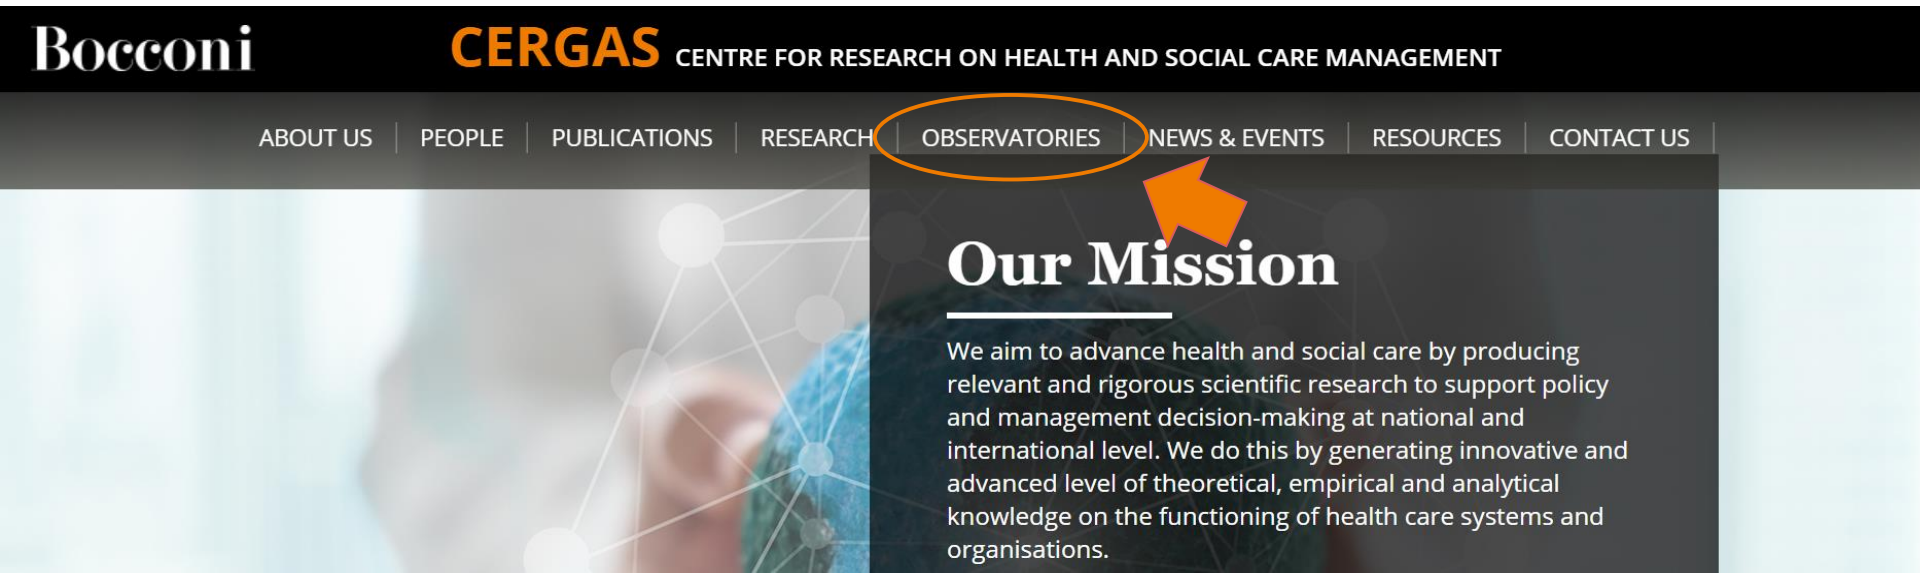 Bocconi
CERGAS CENTRE FOR RESEARCH ON HEALTH AND SOCIAL CARE MANAGEMENT
ABOUT US PEOPLE PUBLICATIONS RESEARCH OBSERVATORIES NEWS & EVENTS RESOURCES CONTACT US
Our Mission
We aim to advance health and social care by producing
relevant and rigorous scientific research to support policy
and management decision-making at national and
international level. We do this by generating innovative and
advanced level of theoretical, empirical and analytical
knowledge on the functioning of health care systems and
organisations.